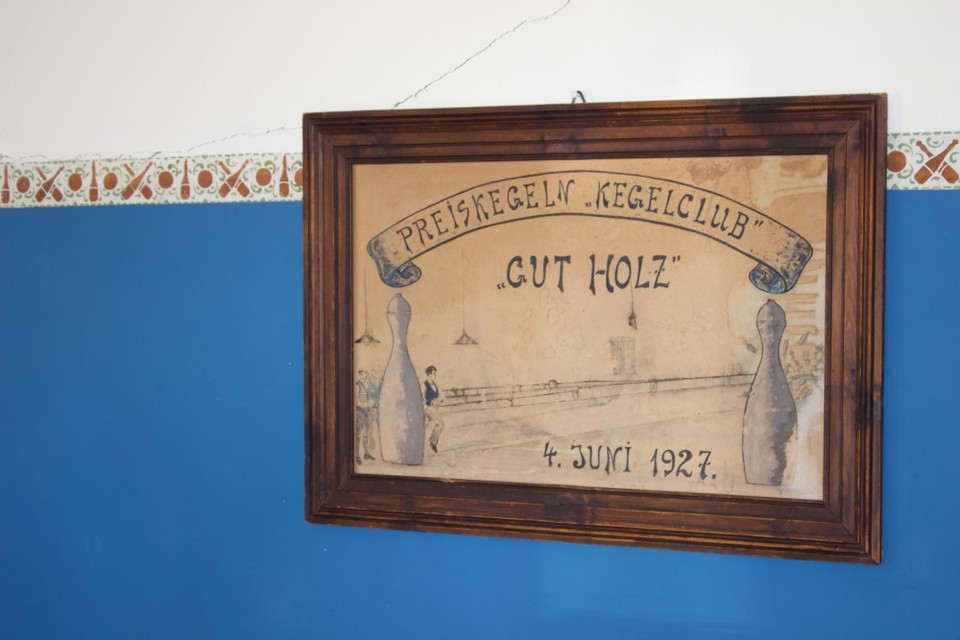 PREISKEGELN „KEGELCLUB"
„GUT HOLZ"
4. JUNI 1927.